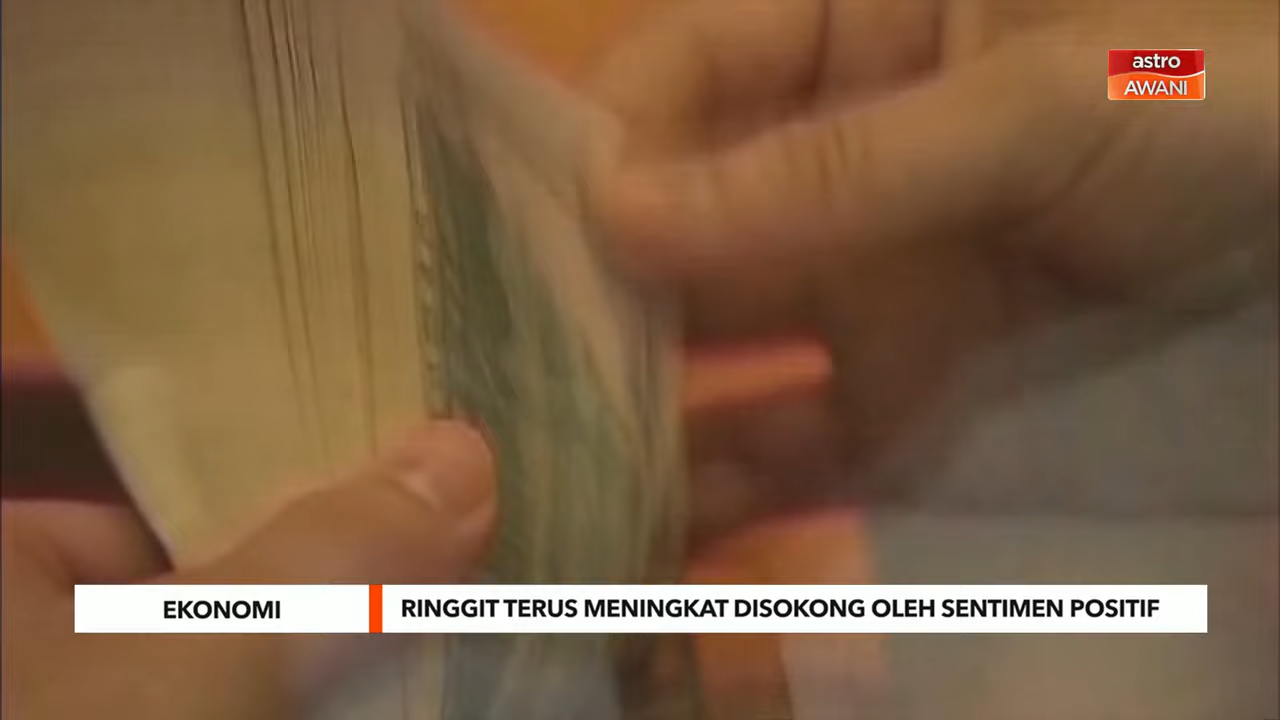 astro
AWANI
EKONOMI
RINGGIT TERUS MENINGKAT DISOKONG OLEH SENTIMEN POSITIF